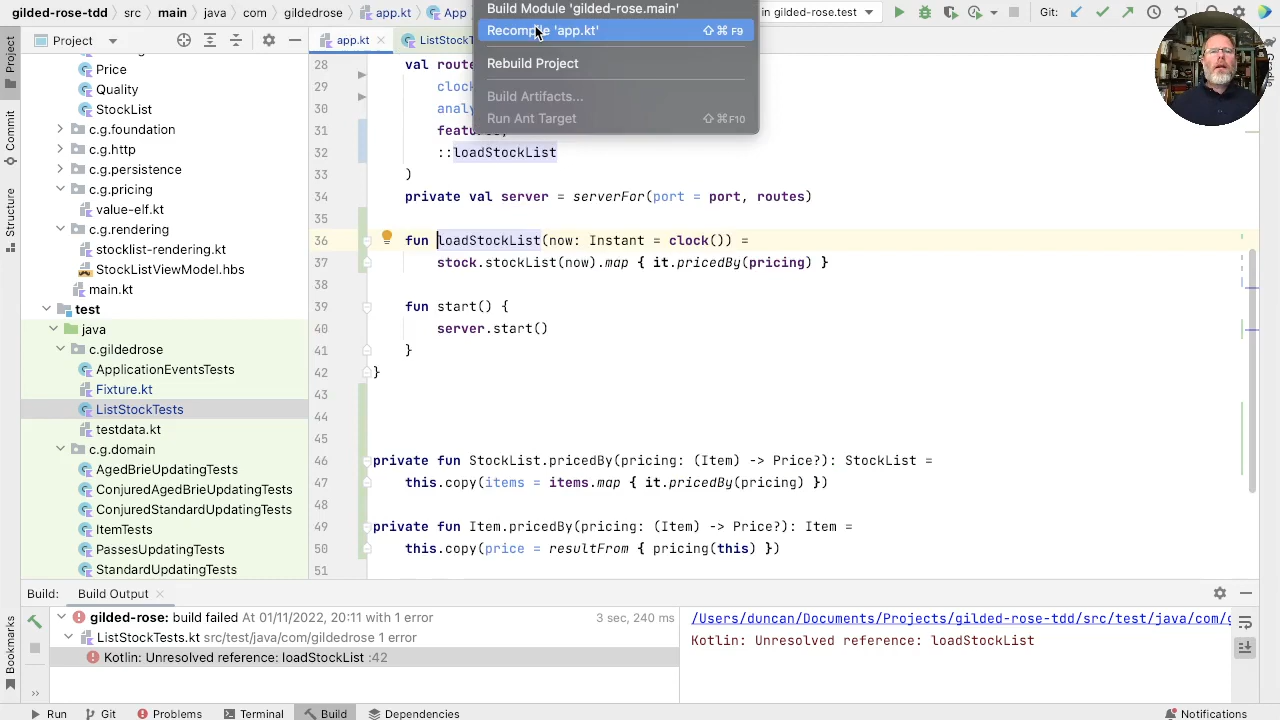 gilded-rose-tdd src main java com gildedrose app.kt App
in gilded-rose.test
Git:
Build Module 'gilded-rose.main'
Recompile 'app.kt' ⇧⌘F9
Rebuild Project
Build Artifacts...
Run Ant Target ⇧⌘F10
Project
app.kt
ListStockT
Project
Commit
Structure
Bookmarks
Gradle
Price
Quality
StockList
c.g.foundation
c.g.http
c.g.persistence
c.g.pricing
value-elf.kt
c.g.rendering
stocklist-rendering.kt
StockListViewModel.hbs
main.kt
test
java
c.gildedrose
ApplicationEventsTests
Fixture.kt
ListStockTests
testdata.kt
c.g.domain
AgedBrieUpdatingTests
ConjuredAgedBrieUpdatingTests
ConjuredStandardUpdatingTests
ItemTests
PassesUpdatingTests
StandardUpdatingTests
28 val route
29 clock
30 analy
31 features,
32 ::loadStockList
33 )
34 private val server = serverFor(port = port, routes)
35
36 fun loadStockList(now: Instant = clock()) =
37 stock.stockList(now).map { it.pricedBy(pricing) }
38
39 fun start() {
40 server.start()
41 }
42 }
43
44
45
46 private fun StockList.pricedBy(pricing: (Item) -> Price?): StockList =
47 this.copy(items = items.map { it.pricedBy(pricing) })
48
49 private fun Item.pricedBy(pricing: (Item) -> Price?): Item =
50 this.copy(price = resultFrom { pricing(this) })
51
Build: Build Output
gilded-rose: build failed At 01/11/2022, 20:11 with 1 error 3 sec, 240 ms
ListStockTests.kt src/test/java/com/gildedrose 1 error
Kotlin: Unresolved reference: loadStockList :42
/Users/duncan/Documents/Projects/gilded-rose-tdd/src/test/java/com/g
Kotlin: Unresolved reference: loadStockList
Run Git Problems Terminal Build Dependencies Notifications